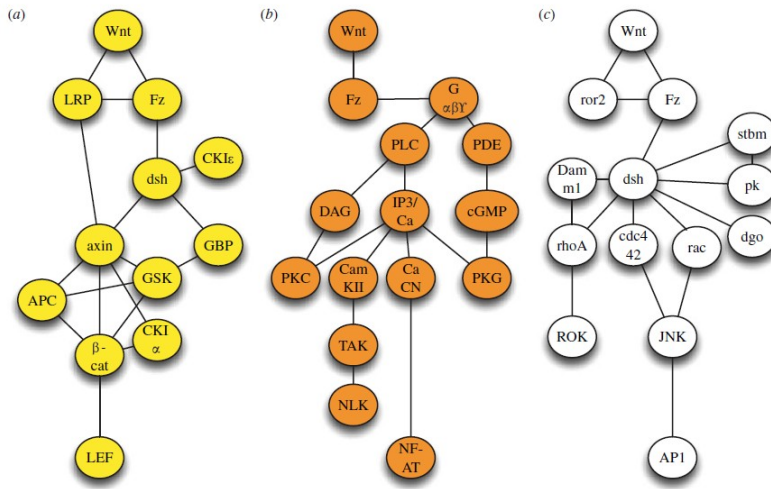 (a)
Wnt
LRP
Fz
CKIε
dsh
axin
GBP
GSK
APC
CKI
α
β-
cat
LEF
(b)
Wnt
Fz
G
αβϒ
PLC
PDE
DAG
IP3/
Ca
cGMP
PKC
Cam
KII
Ca
CN
PKG
TAK
NLK
NF-
AT
(c)
Wnt
ror2
Fz
stbm
Dam
m1
dsh
pk
rhoA
cdc4
42
rac
dgo
ROK
JNK
AP1